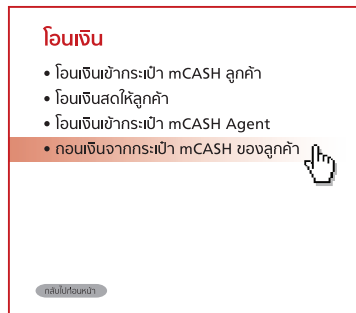 โอนเงิน
• โอนเงินเข้ากระเป๋า mCASH ลูกค้า
• โอนเงินสดให้ลูกค้า
• โอนเงินเข้ากระเป๋า mCASH Agent
• ถอนเงินจากกระเป๋า mCASH ของลูกค้า
กลับไปก่อนหน้า